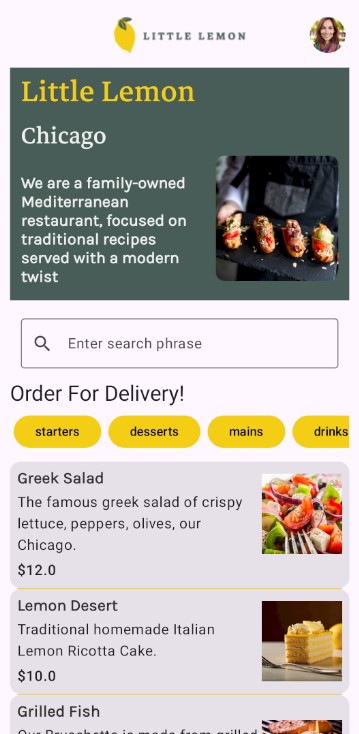 LITTLE LEMON
Little Lemon
Chicago
We are a family-owned
Mediterranean
restaurant, focused on
traditional recipes
served with a modern
twist
Enter search phrase
Order For Delivery!
starters desserts mains drinks
Greek Salad
The famous greek salad of crispy
lettuce, peppers, olives, our
Chicago.
$12.0
Lemon Desert
Traditional homemade Italian
Lemon Ricotta Cake.
$10.0
Grilled Fish
Our Bruschetta is made from grilled